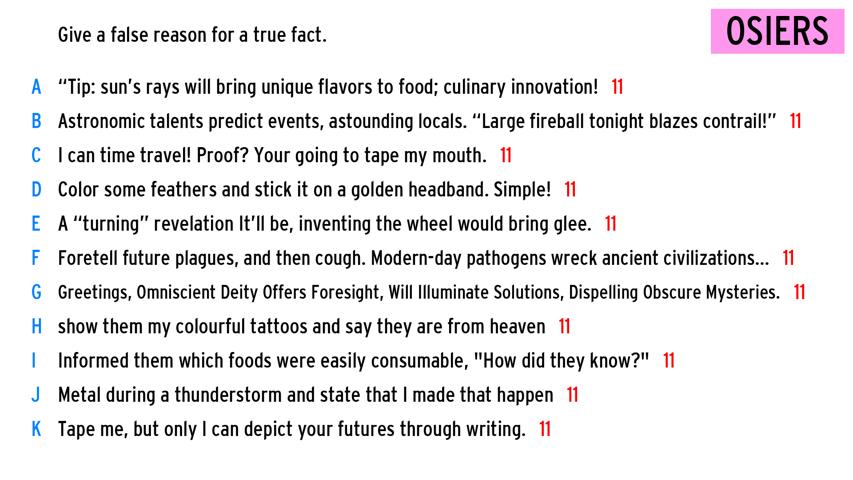 Give a false reason for a true fact.
OSIERS
A “Tip: sun’s rays will bring unique flavors to food; culinary innovation! 11
B Astronomic talents predict events, astounding locals. “Large fireball tonight blazes contrail!” 11
C I can time travel! Proof? Your going to tape my mouth. 11
D Color some feathers and stick it on a golden headband. Simple! 11
E A “turning” revelation It’ll be, inventing the wheel would bring glee. 11
F Foretell future plagues, and then cough. Modern-day pathogens wreck ancient civilizations... 11
G Greetings, Omniscient Deity Offers Foresight, Will Illuminate Solutions, Dispelling Obscure Mysteries. 11
H show them my colourful tattoos and say they are from heaven 11
I Informed them which foods were easily consumable, "How did they know?" 11
J Metal during a thunderstorm and state that I made that happen 11
K Tape me, but only I can depict your futures through writing. 11